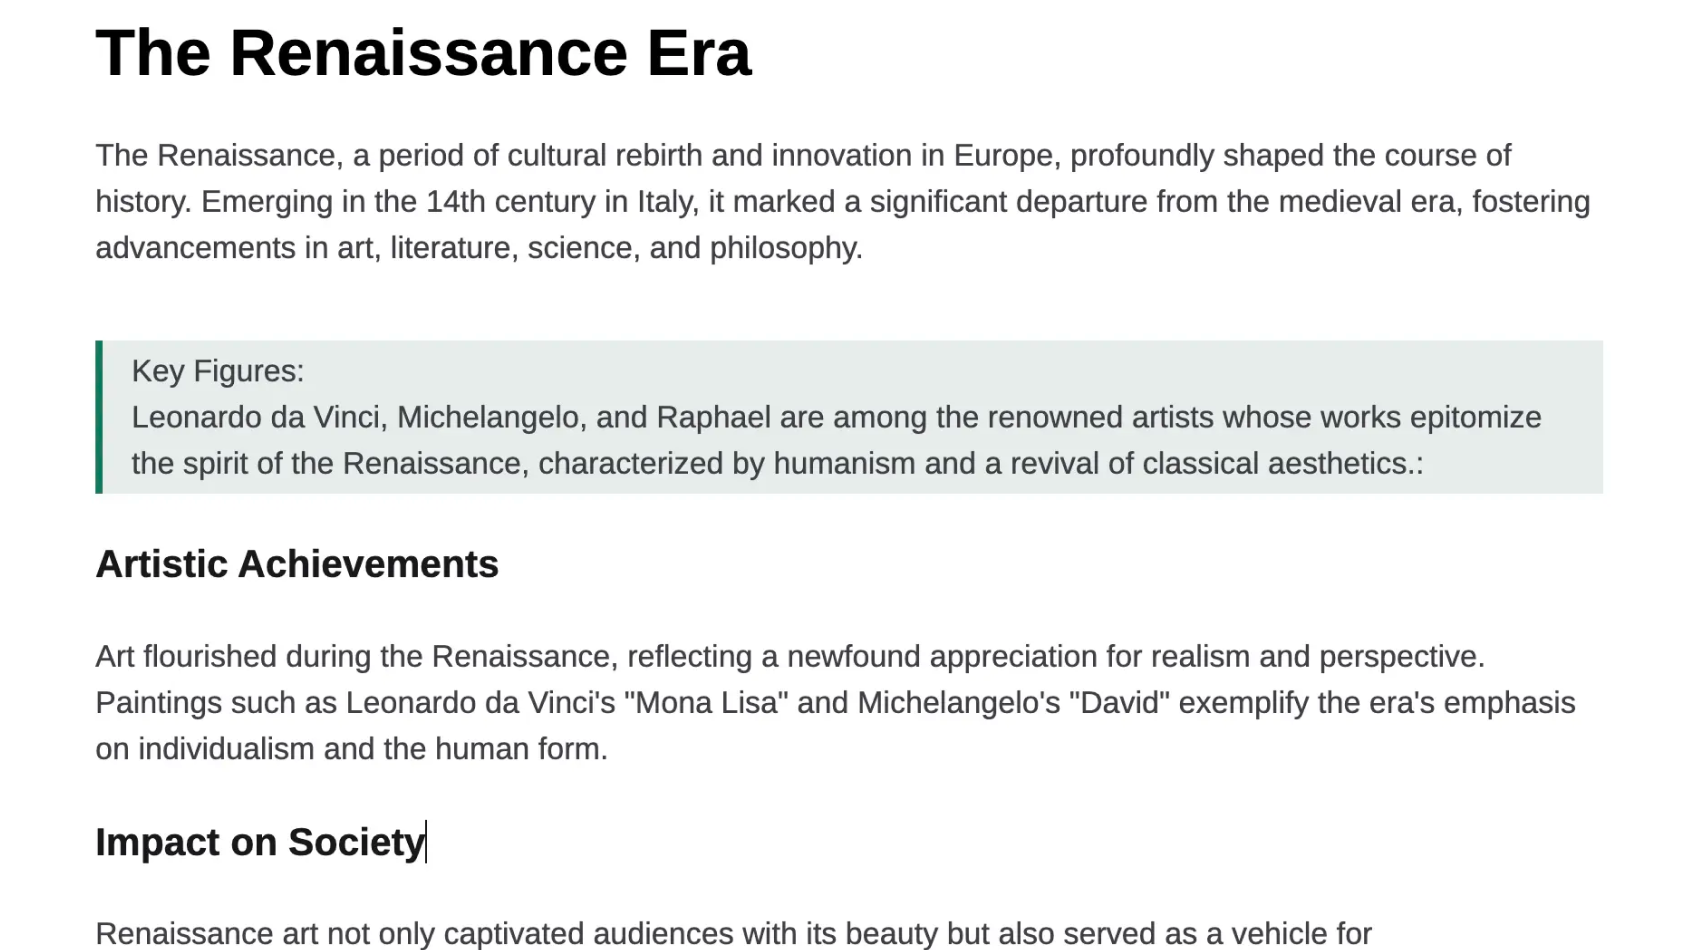 The Renaissance Era
The Renaissance, a period of cultural rebirth and innovation in Europe, profoundly shaped the course of
history. Emerging in the 14th century in Italy, it marked a significant departure from the medieval era, fostering
advancements in art, literature, science, and philosophy.
Key Figures:
Leonardo da Vinci, Michelangelo, and Raphael are among the renowned artists whose works epitomize
the spirit of the Renaissance, characterized by humanism and a revival of classical aesthetics.:
Artistic Achievements
Art flourished during the Renaissance, reflecting a newfound appreciation for realism and perspective.
Paintings such as Leonardo da Vinci's "Mona Lisa" and Michelangelo's "David" exemplify the era's emphasis
on individualism and the human form.
Impact on Society
Renaissance art not only captivated audiences with its beauty but also served as a vehicle for